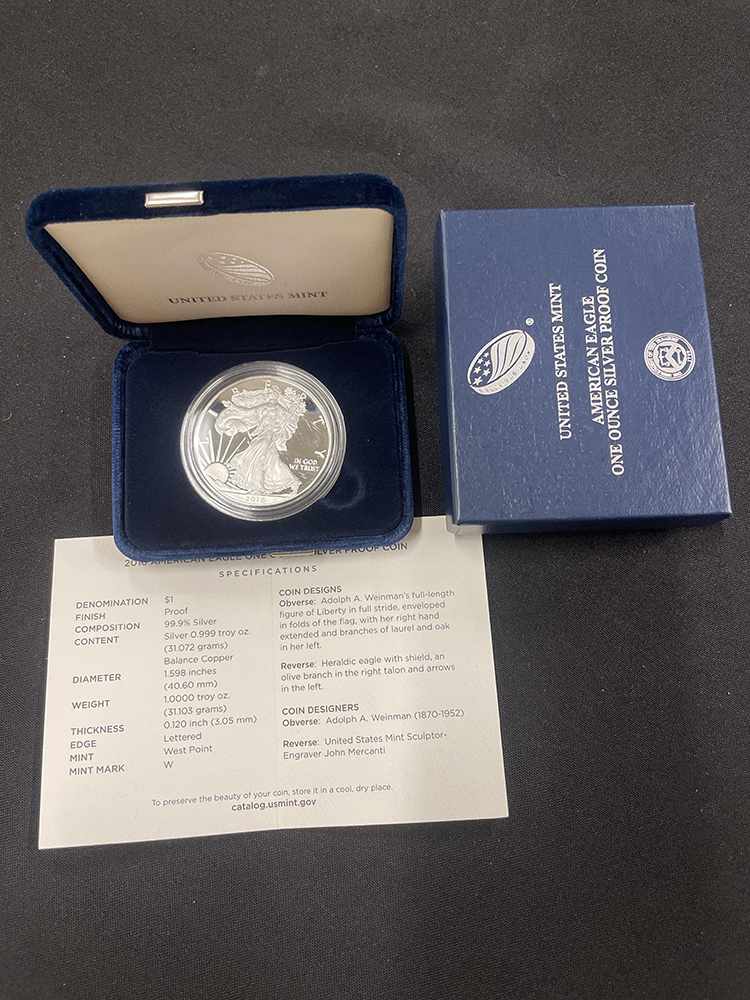 UNITED STATES MINT
LIBERTY
IN GOD
WE TRUST
2016
®
UNITED STATES MINT
AMERICAN EAGLE
ONE OUNCE SILVER PROOF COIN
2016 AMERICAN EAGLE ONE SILVER PROOF COIN
SPECIFICATIONS
DENOMINATION $1
FINISH Proof
COMPOSITION 99.9% Silver
CONTENT Silver 0.999 troy oz.
(31.072 grams)
Balance Copper
DIAMETER 1.598 inches
(40.60 mm)
WEIGHT 1.0000 troy oz.
(31.103 grams)
THICKNESS 0.120 inch (3.05 mm)
EDGE Lettered
MINT West Point
MINT MARK W
COIN DESIGNS
Obverse: Adolph A. Weinman's full-length
figure of Liberty in full stride, enveloped
in folds of the flag, with her right hand
extended and branches of laurel and oak
in her left.
Reverse: Heraldic eagle with shield, an
olive branch in the right talon and arrows
in the left.
COIN DESIGNERS
Obverse: Adolph A. Weinman (1870-1952)
Reverse: United States Mint Sculptor-
Engraver John Mercanti
To preserve the beauty of your coin, store it in a cool, dry place.
catalog.usmint.gov